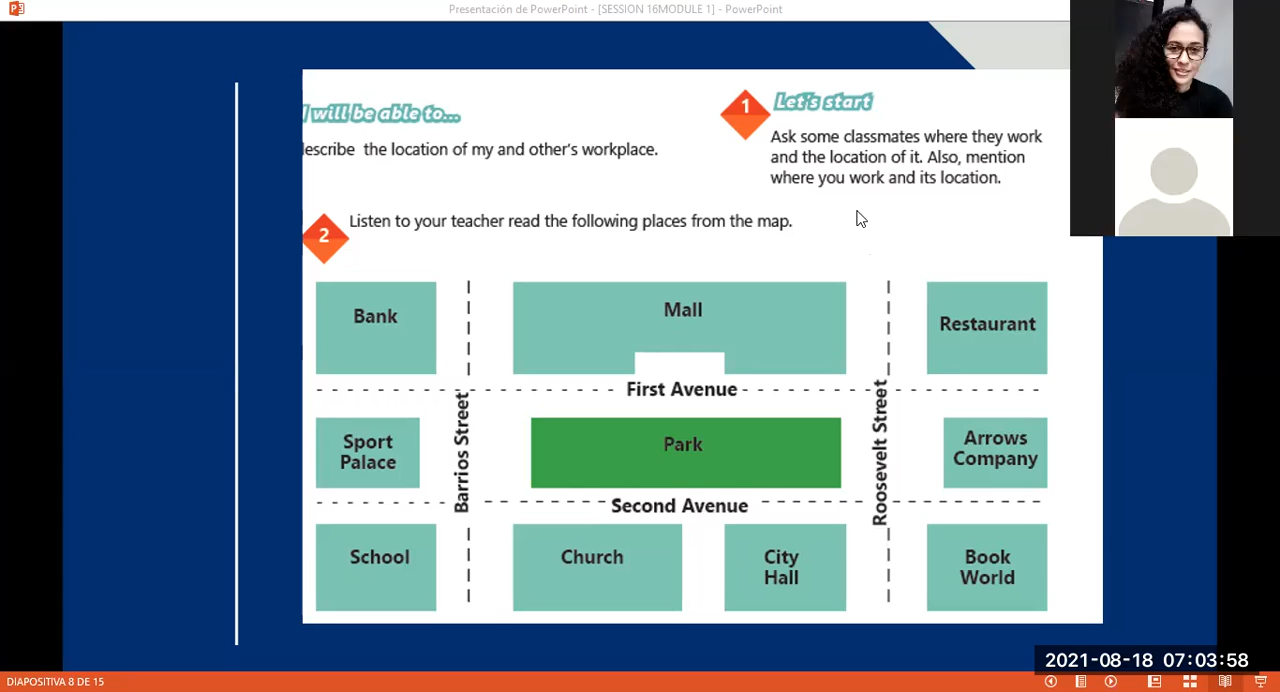 Presentación de PowerPoint - [SESSION 16MODULE 1] - PowerPoint
I will be able to...
escribe the location of my and other's workplace.
1
Let's start
Ask some classmates where they work
and the location of it. Also, mention
where you work and its location.
2
Listen to your teacher read the following places from the map.
Bank
Mall
Restaurant
First Avenue
Sport
Palace
Barrios Street
Park
Roosevelt Street
Arrows
Company
Second Avenue
School
Church
City
Hall
Book
World
2021-08-18 07:03:58
DIAPOSITIVA 8 DE 15